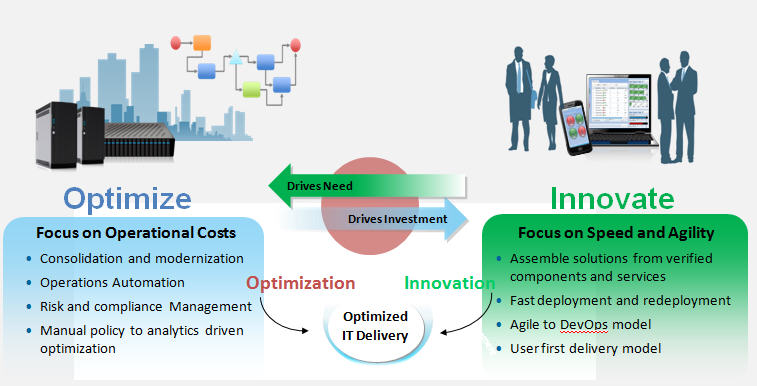 Drives Need
Drives Investment
Optimize
Innovate
Focus on Operational Costs
Consolidation and modernization
Operations Automation
Risk and compliance Management
Manual policy to analytics driven
optimization
Optimization
Innovation
Optimized
IT Delivery
Focus on Speed and Agility
Assemble solutions from verified
components and services
Fast deployment and redeployment
Agile to DevOps model
User first delivery model